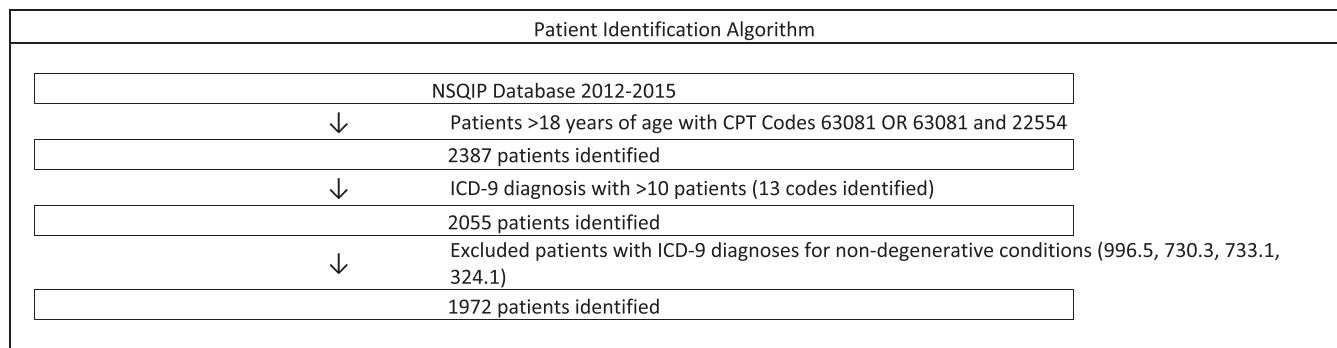 Patient Identification Algorithm
NSQIP Database 2012-2015
↓ Patients >18 years of age with CPT Codes 63081 OR 63081 and 22554
2387 patients identified
↓ ICD-9 diagnosis with >10 patients (13 codes identified)
2055 patients identified
↓ Excluded patients with ICD-9 diagnoses for non-degenerative conditions (996.5, 730.3, 733.1,
324.1)
1972 patients identified